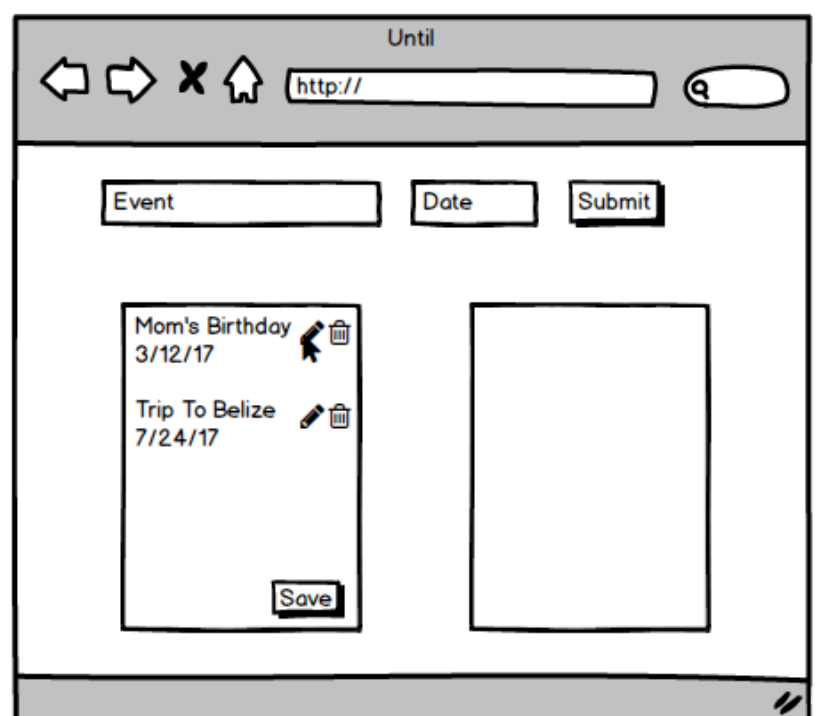 Until
http://
Event
Date
Submit
Mom's Birthday
3/12/17
Trip To Belize
7/24/17
Save